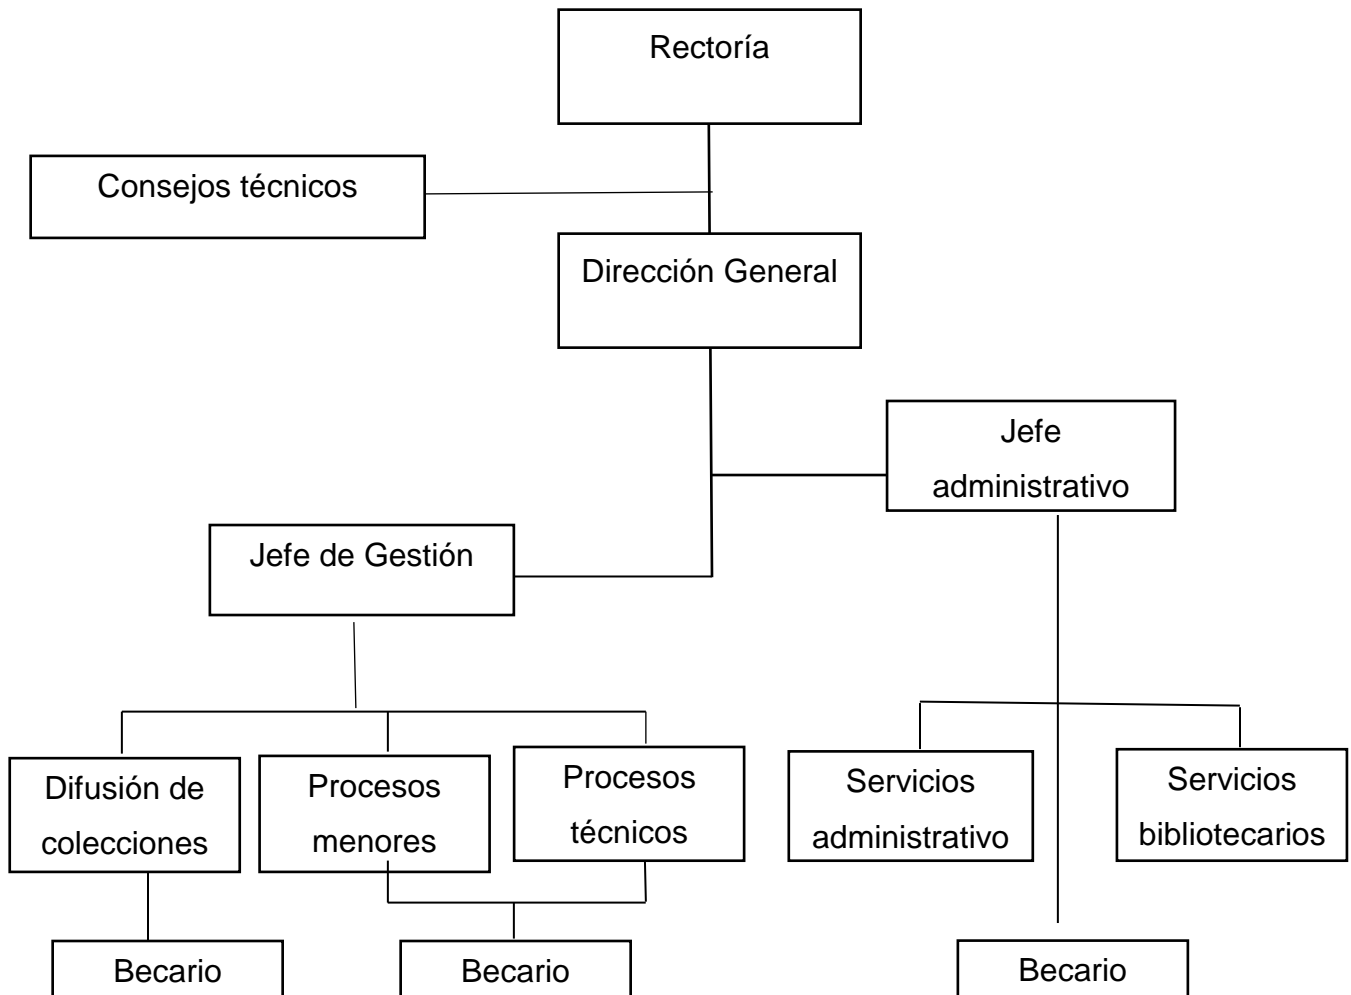 Rectoría
Consejos técnicos
Dirección General
Jefe
administrativo
Jefe de Gestión
Difusión de
colecciones
Procesos
menores
Procesos
técnicos
Servicios
administrativo
Servicios
bibliotecarios
Becario
Becario
Becario